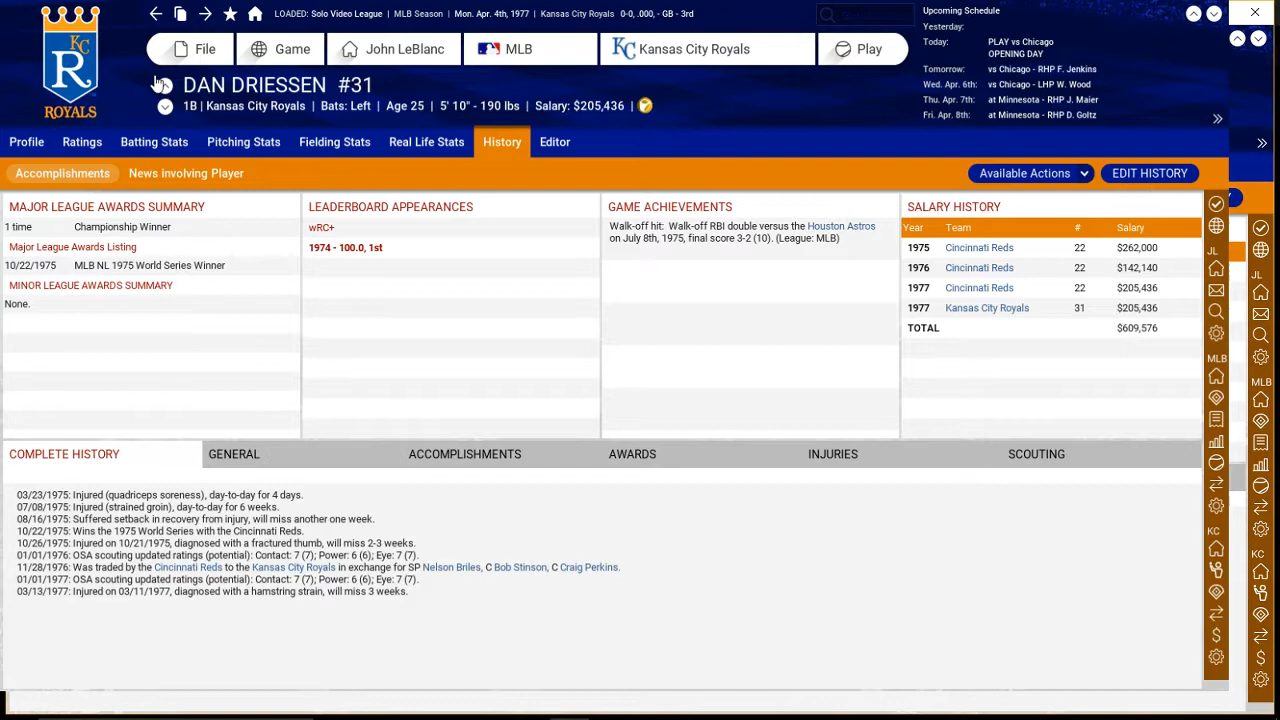 LOADED: Solo Video League | MLB Season | Mon. Apr. 4th, 1977 | Kansas City Royals 0-0, .000, - GB - 3rd
Upcoming Schedule
Yesterday:
Today: PLAY vs Chicago
OPENING DAY
Tomorrow: vs Chicago - RHP F. Jenkins
Wed. Apr. 6th: vs Chicago - LHP W. Wood
Thu. Apr. 7th: at Minnesota - RHP J. Maier
Fri. Apr. 8th: at Minnesota - RHP D. Goltz
KC
R
ROYALS
File
Game
John LeBlanc
MLB
KC Kansas City Royals
Play
DAN DRIESSEN #31
1B | Kansas City Royals | Bats: Left | Age 25 | 5' 10" - 190 lbs | Salary: $205,436
Profile Ratings Batting Stats Pitching Stats Fielding Stats Real Life Stats History Editor
Accomplishments News involving Player Available Actions EDIT HISTORY
MAJOR LEAGUE AWARDS SUMMARY
1 time Championship Winner
Major League Awards Listing
10/22/1975 MLB NL 1975 World Series Winner
MINOR LEAGUE AWARDS SUMMARY
None.
LEADERBOARD APPEARANCES
wRC+
1974 - 100.0, 1st
GAME ACHIEVEMENTS
Walk-off hit: Walk-off RBI double versus the Houston Astros
on July 8th, 1975, final score 3-2 (10). (League: MLB)
SALARY HISTORY
Year Team # Salary
1975 Cincinnati Reds 22 $262,000
1976 Cincinnati Reds 22 $142,140
1977 Cincinnati Reds 22 $205,436
1977 Kansas City Royals 31 $205,436
TOTAL $609,576
JL
MLB
KC
JL
MLB
KC
COMPLETE HISTORY GENERAL ACCOMPLISHMENTS AWARDS INJURIES SCOUTING
03/23/1975: Injured (quadriceps soreness), day-to-day for 4 days.
07/08/1975: Injured (strained groin), day-to-day for 6 weeks.
08/16/1975: Suffered setback in recovery from injury, will miss another one week.
10/22/1975: Wins the 1975 World Series with the Cincinnati Reds.
10/26/1975: Injured on 10/21/1975, diagnosed with a fractured thumb, will miss 2-3 weeks.
01/01/1976: OSA scouting updated ratings (potential): Contact: 7 (7); Power: 6 (6); Eye: 7 (7).
11/28/1976: Was traded by the Cincinnati Reds to the Kansas City Royals in exchange for SP Nelson Briles, C Bob Stinson, C Craig Perkins.
01/01/1977: OSA scouting updated ratings (potential): Contact: 7 (7); Power: 6 (6); Eye: 7 (7).
03/13/1977: Injured on 03/11/1977, diagnosed with a hamstring strain, will miss 3 weeks.